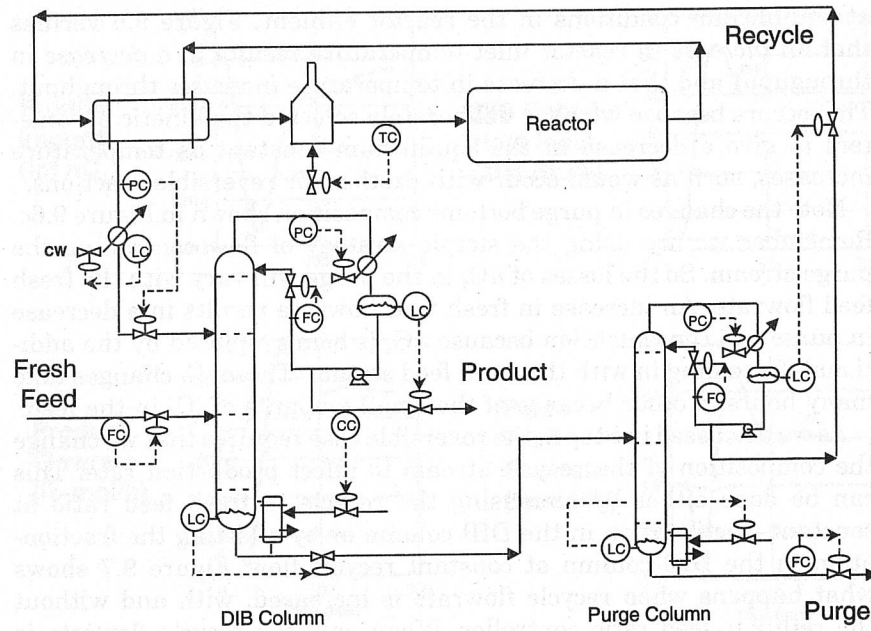 Recycle
Reactor
TC
PC
PC
CW
LC
FC
LC
PC
LC
FC
Fresh
Feed
Product
FC
CC
LC
LC
FC
DIB Column
Purge Column
Purge